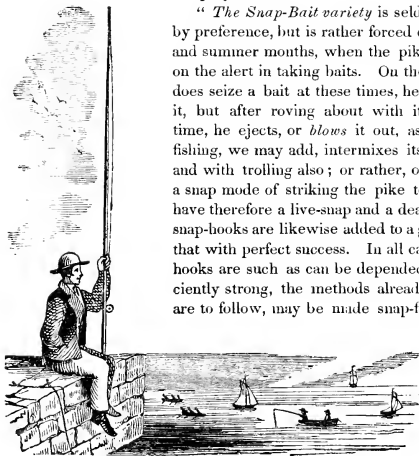 “ The Snap-Bait variety is seld
by preference, but is rather forced
and summer months, when the pik
on the alert in taking baits. On the
does seize a bait at these times, he
it, but after roving about with it
time, he ejects, or blows it out, as
fishing, we may add, intermixes its
and with trolling also ; or rather, o
a snap mode of striking the pike t
have therefore a live-snap and a dea
snap-hooks are likewise added to a
that with perfect success. In all ca
hooks are such as can be depended
ciently strong, the methods alread
are to follow, may be made snap-f